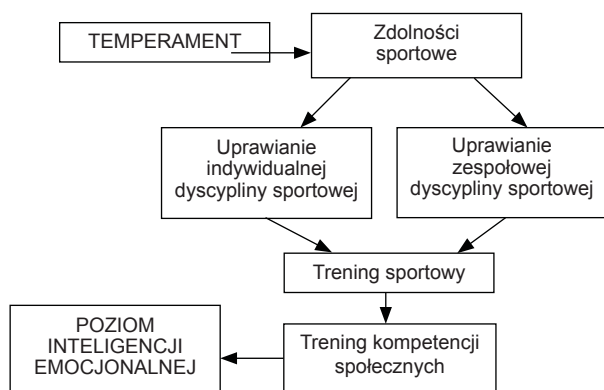 TEMPERAMENT
Zdolności
sportowe
Uprawianie
indywidualnej
dyscypliny sportowej
Uprawianie
zespołowej
dyscypliny sportowej
Trening sportowy
POZIOM
INTELIGENCJI
EMOCJONALNEJ
Trening kompetencji
społecznych